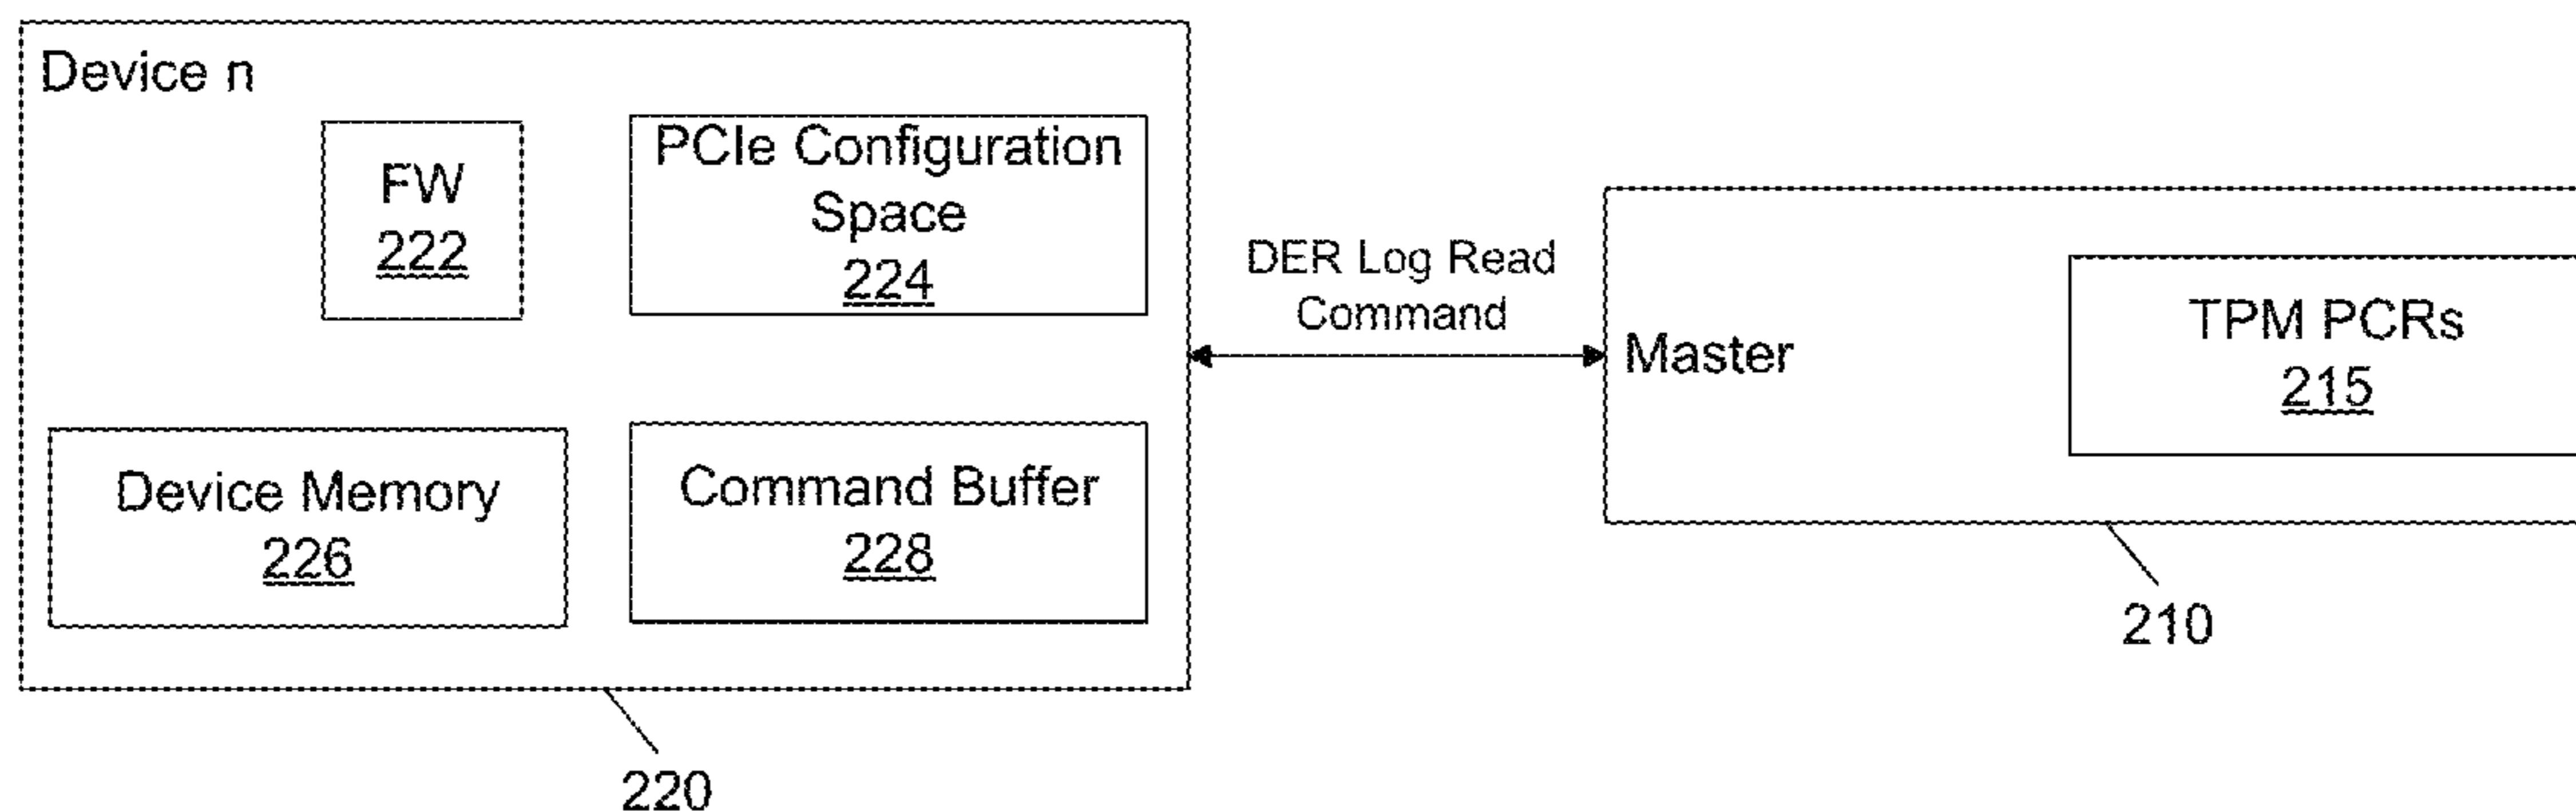 Device n
FW
222
PCIe Configuration
Space
224
Device Memory
226
Command Buffer
228
220
DER Log Read
Command
Master
TPM PCRs
215
210